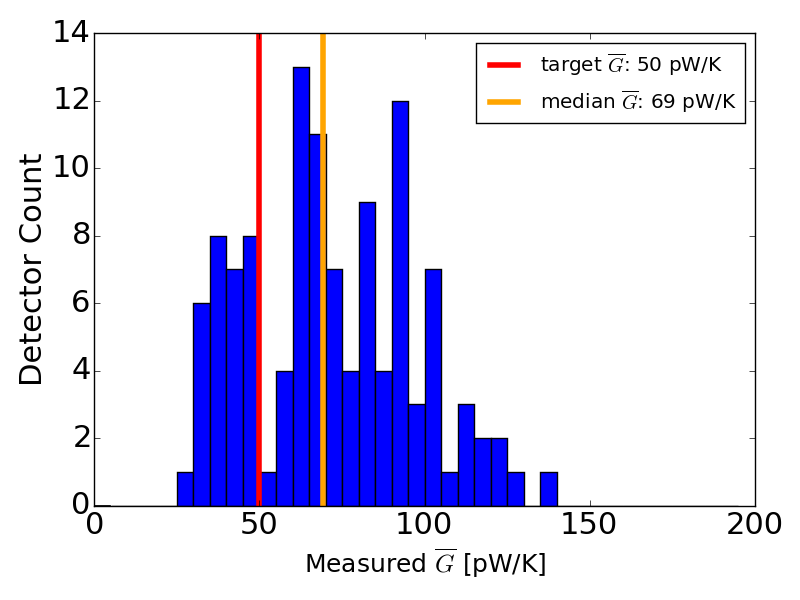 14
12
10
8
6
4
2
0
Detector Count
target G̅: 50 pW/K
median G̅: 69 pW/K
0 50 100 150 200
Measured G̅ [pW/K]